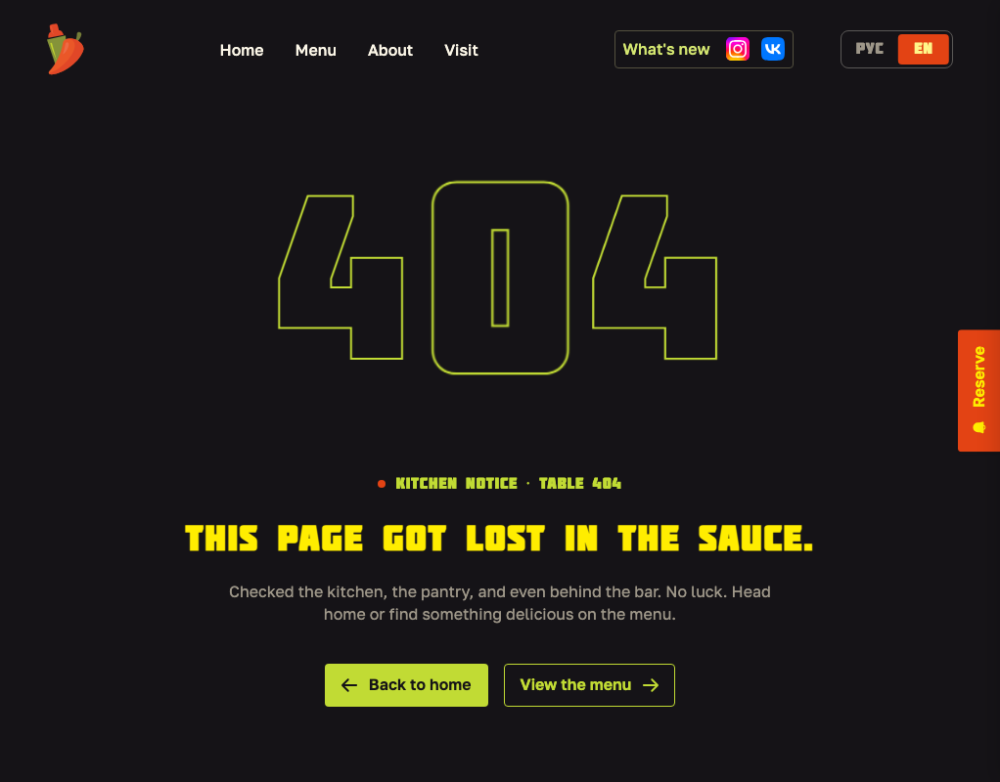 Home Menu About Visit What's new РУС EN
404
Reserve
KITCHEN NOTICE · TABLE 404
THIS PAGE GOT LOST IN THE SAUCE.
Checked the kitchen, the pantry, and even behind the bar. No luck. Head
home or find something delicious on the menu.
← Back to home View the menu →